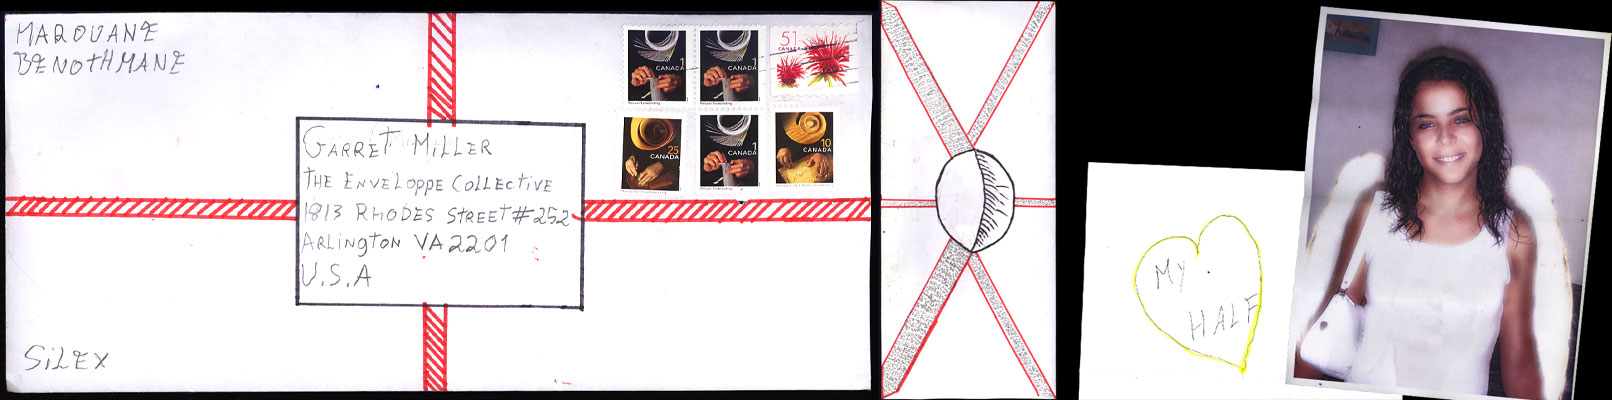 MAROUANE
BENOTHMANE
CANADA 1
CANADA 1
51
CANADA
25
CANADA
CANADA 1
10
CANADA
GARRET MiLLER
THE ENVELOPPE COLLECTIVE
1813 RHODES STREET # 252
ARLINGTON VA 2201
U.S.A
SiLEX
MY
HALF